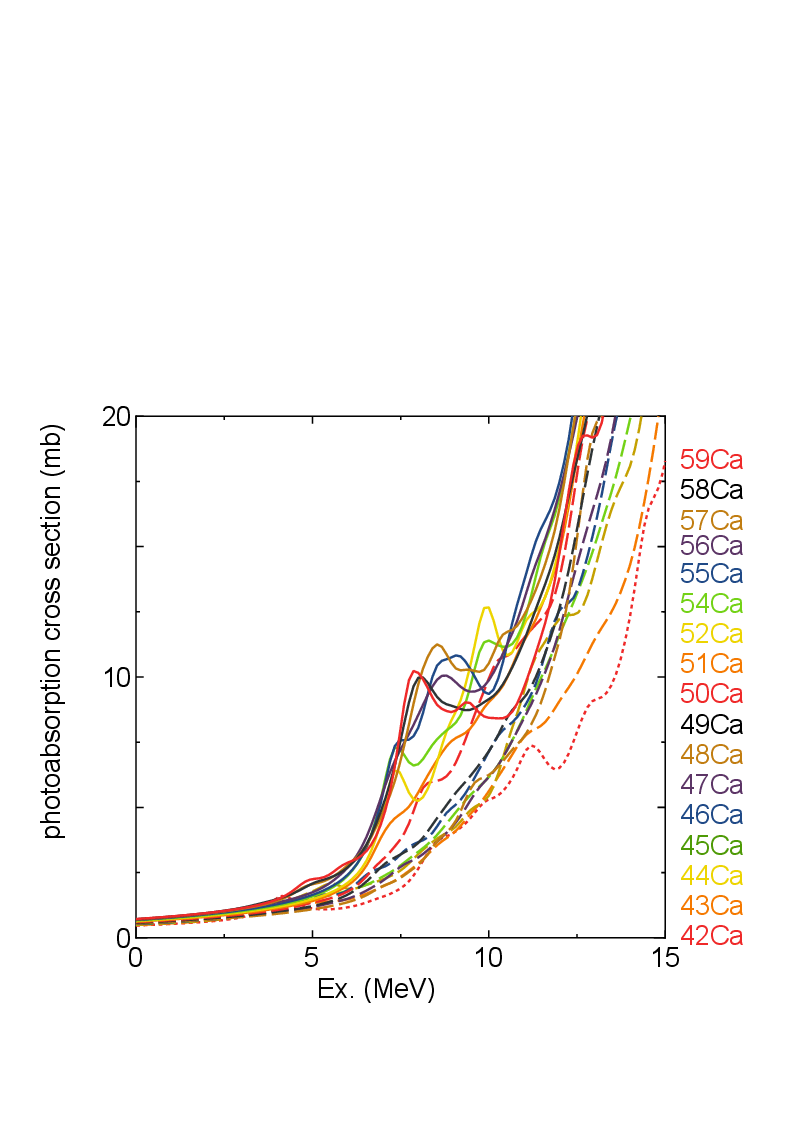 20
10
0
0
5
10
15
Ex. (MeV)
photoabsorption cross section (mb)
59Ca
58Ca
57Ca
56Ca
55Ca
54Ca
52Ca
51Ca
50Ca
49Ca
48Ca
47Ca
46Ca
45Ca
44Ca
43Ca
42Ca